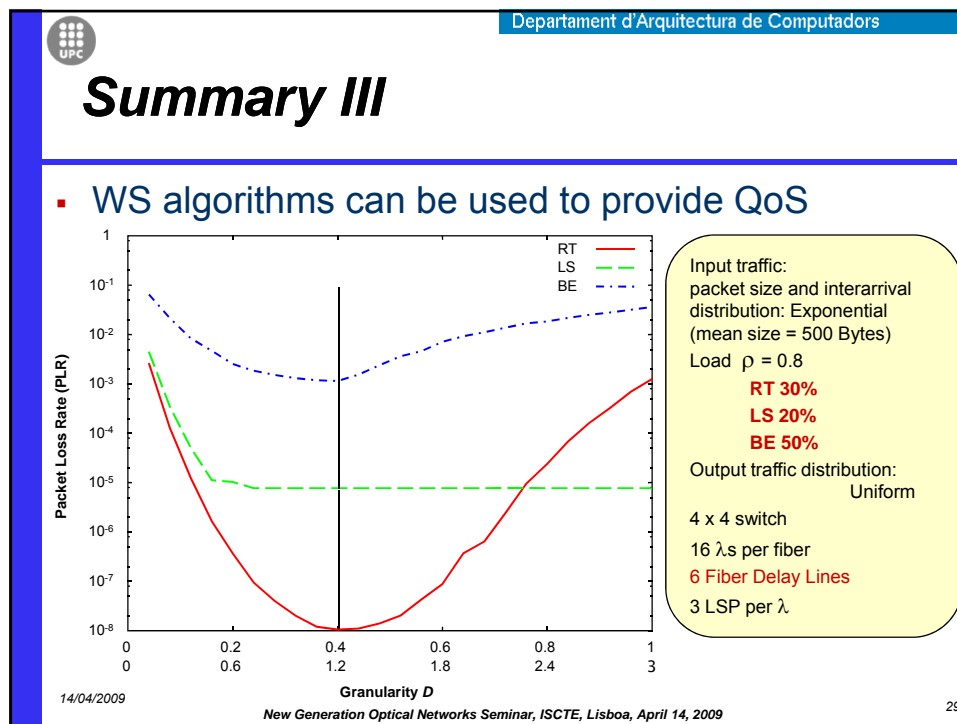 Departament d'Arquitectura de Computadors
UPC
Summary III
▪ WS algorithms can be used to provide QoS
1
10-1
10-2
10-3
10-4
10-5
10-6
10-7
10-8
Packet Loss Rate (PLR)
RT
LS
BE
0 0.2 0.4 0.6 0.8 1
0 0.6 1.2 1.8 2.4 3
Granularity D
Input traffic:
packet size and interarrival
distribution: Exponential
(mean size = 500 Bytes)
Load ρ = 0.8
RT 30%
LS 20%
BE 50%
Output traffic distribution:
Uniform
4 x 4 switch
16 λs per fiber
6 Fiber Delay Lines
3 LSP per λ
14/04/2009
New Generation Optical Networks Seminar, ISCTE, Lisboa, April 14, 2009
29